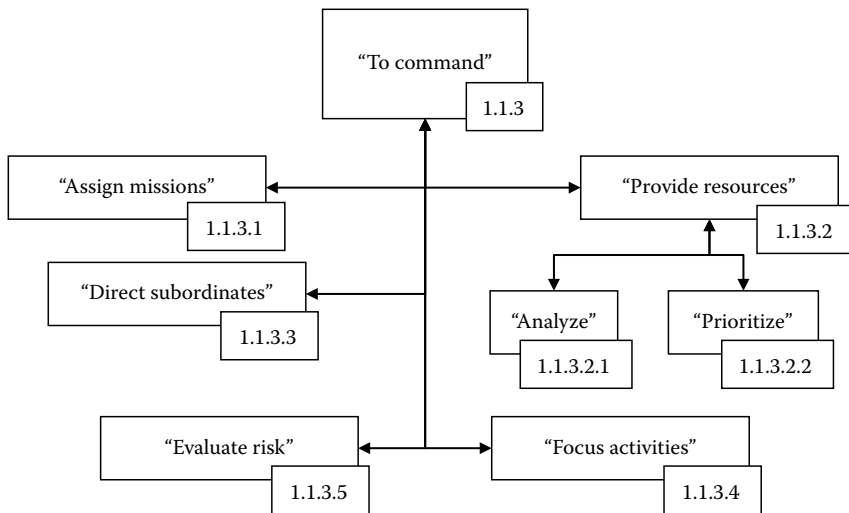 “To command”
1.1.3
“Assign missions”
1.1.3.1
“Provide resources”
1.1.3.2
“Direct subordinates”
1.1.3.3
“Analyze”
1.1.3.2.1
“Prioritize”
1.1.3.2.2
“Evaluate risk”
1.1.3.5
“Focus activities”
1.1.3.4